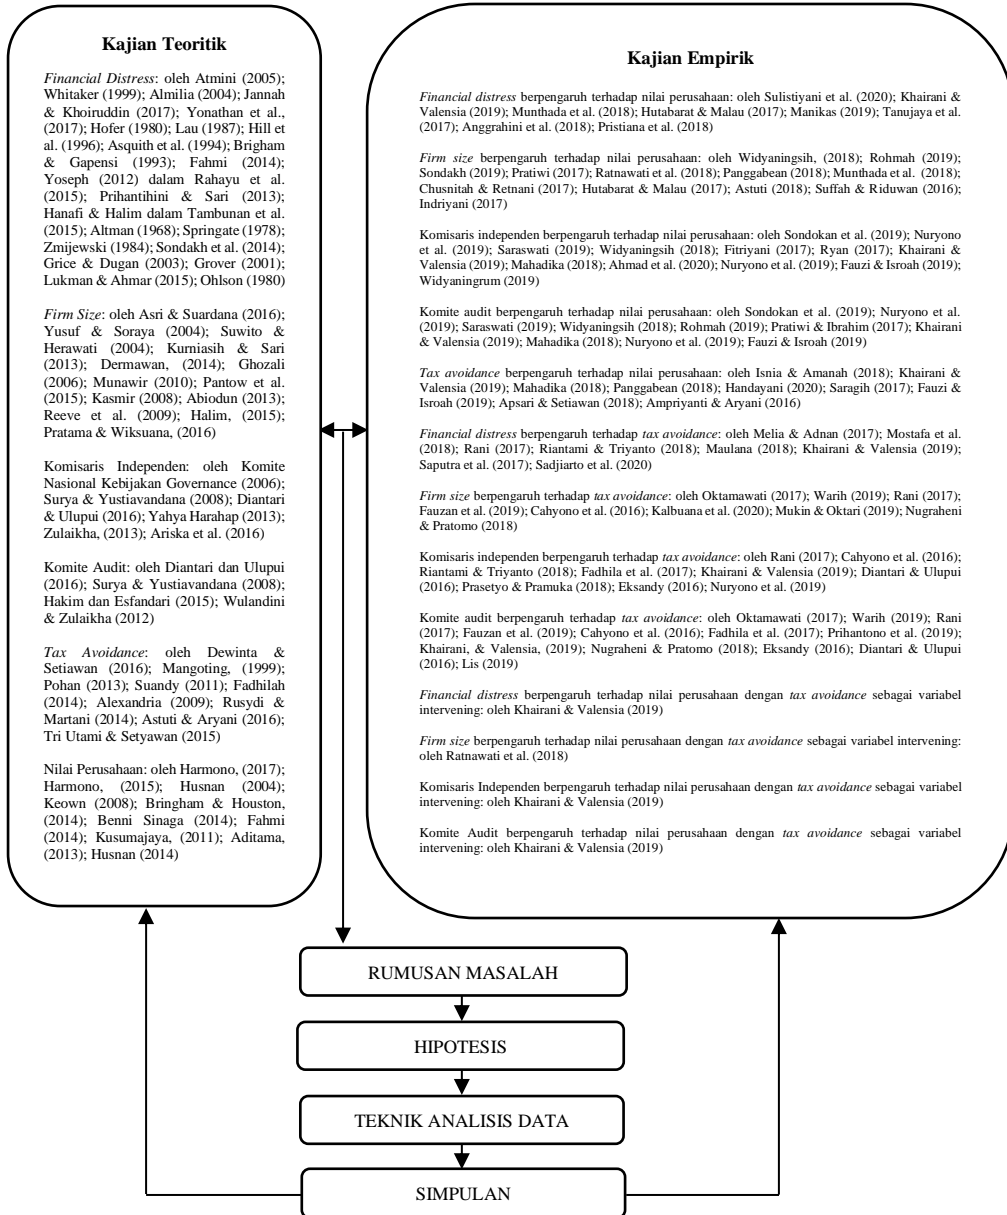 Kajian Teoritik
Financial Distress: oleh Atmini (2005);
Whitaker (1999); Almilia (2004); Jannah
& Khoiruddin (2017); Yonathan et al.,
(2017); Hofer (1980); Lau (1987); Hill et
al. (1996); Asquith et al. (1994); Brigham
& Gapensi (1993); Fahmi (2014);
Yoseph (2012) dalam Rahayu et al.
(2015); Prihantihini & Sari (2013);
Hanafi & Halim dalam Tambunan et al.
(2015); Altman (1968); Springate (1978);
Zmijewski (1984); Sondakh et al. (2014);
Grice & Dugan (2003); Grover (2001);
Lukman & Ahmar (2015); Ohlson (1980)
Firm Size: oleh Asri & Suardana (2016);
Yusuf & Soraya (2004); Suwito &
Herawati (2004); Kurniasih & Sari
(2013); Dermawan, (2014); Ghozali
(2006); Munawir (2010); Pantow et al.
(2015); Kasmir (2008); Abiodun (2013);
Reeve et al. (2009); Halim, (2015);
Pratama & Wiksuana, (2016)
Komisaris Independen: oleh Komite
Nasional Kebijakan Governance (2006);
Surya & Yustiavandana (2008); Diantari
& Ulupui (2016); Yahya Harahap (2013);
Zulaikha, (2013); Ariska et al. (2016)
Komite Audit: oleh Diantari dan Ulupui
(2016); Surya & Yustiavandana (2008);
Hakim dan Esfandari (2015); Wulandini
& Zulaikha (2012)
Tax Avoidance: oleh Dewinta &
Setiawan (2016); Mangoting, (1999);
Pohan (2013); Suandy (2011); Fadhilah
(2014); Alexandria (2009); Rusydi &
Martani (2014); Astuti & Aryani (2016);
Tri Utami & Setyawan (2015)
Nilai Perusahaan: oleh Harmono, (2017);
Harmono, (2015); Husnan (2004);
Keown (2008); Bringham & Houston,
(2014); Benni Sinaga (2014); Fahmi
(2014); Kusumajaya, (2011); Aditama,
(2013); Husnan (2014)
Kajian Empirik
Financial distress berpengaruh terhadap nilai perusahaan: oleh Sulistiyani et al. (2020); Khairani &
Valensia (2019); Munthada et al. (2018); Hutabarat & Malau (2017); Manikas (2019); Tanujaya et al.
(2017); Anggrahini et al. (2018); Pristiana et al. (2018)
Firm size berpengaruh terhadap nilai perusahaan: oleh Widyaningsih, (2018); Rohmah (2019);
Sondakh (2019); Pratiwi (2017); Ratnawati et al. (2018); Panggabean (2018); Munthada et al. (2018);
Chusnitah & Retnani (2017); Hutabarat & Malau (2017); Astuti (2018); Suffah & Riduwan (2016);
Indriyani (2017)
Komisaris independen berpengaruh terhadap nilai perusahaan: oleh Sondokan et al. (2019); Nuryono
et al. (2019); Saraswati (2019); Widyaningsih (2018); Fitriyani (2017); Ryan (2017); Khairani &
Valensia (2019); Mahadika (2018); Ahmad et al. (2020); Nuryono et al. (2019); Fauzi & Isroah (2019);
Widyaningrum (2019)
Komite audit berpengaruh terhadap nilai perusahaan: oleh Sondokan et al. (2019); Nuryono et al.
(2019); Saraswati (2019); Widyaningsih (2018); Rohmah (2019); Pratiwi & Ibrahim (2017); Khairani
& Valensia (2019); Mahadika (2018); Nuryono et al. (2019); Fauzi & Isroah (2019)
Tax avoidance berpengaruh terhadap nilai perusahaan: oleh Isnia & Amanah (2018); Khairani &
Valensia (2019); Mahadika (2018); Panggabean (2018); Handayani (2020); Saragih (2017); Fauzi &
Isroah (2019); Apsari & Setiawan (2018); Ampriyanti & Aryani (2016)
Financial distress berpengaruh terhadap tax avoidance: oleh Melia & Adnan (2017); Mostafa et al.
(2018); Rani (2017); Riantami & Triyanto (2018); Maulana (2018); Khairani & Valensia (2019);
Saputra et al. (2017); Sadjiarto et al. (2020)
Firm size berpengaruh terhadap tax avoidance: oleh Oktamawati (2017); Warih (2019); Rani (2017);
Fauzan et al. (2019); Cahyono et al. (2016); Kalbuana et al. (2020); Mukin & Oktari (2019); Nugraheni
& Pratomo (2018)
Komisaris independen berpengaruh terhadap tax avoidance: oleh Rani (2017); Cahyono et al. (2016);
Riantami & Triyanto (2018); Fadhila et al. (2017); Khairani & Valensia (2019); Diantari & Ulupui
(2016); Prasetyo & Pramuka (2018); Eksandy (2016); Nuryono et al. (2019)
Komite audit berpengaruh terhadap tax avoidance: oleh Oktamawati (2017); Warih (2019); Rani
(2017); Fauzan et al. (2019); Cahyono et al. (2016); Fadhila et al. (2017); Prihantono et al. (2019);
Khairani, & Valensia, (2019); Nugraheni & Pratomo (2018); Eksandy (2016); Diantari & Ulupui
(2016); Lis (2019)
Financial distress berpengaruh terhadap nilai perusahaan dengan tax avoidance sebagai variabel
intervening: oleh Khairani & Valensia (2019)
Firm size berpengaruh terhadap nilai perusahaan dengan tax avoidance sebagai variabel intervening:
oleh Ratnawati et al. (2018)
Komisaris Independen berpengaruh terhadap nilai perusahaan dengan tax avoidance sebagai variabel
intervening: oleh Khairani & Valensia (2019)
Komite Audit berpengaruh terhadap nilai perusahaan dengan tax avoidance sebagai variabel
intervening: oleh Khairani & Valensia (2019)
RUMUSAN MASALAH
HIPOTESIS
TEKNIK ANALISIS DATA
SIMPULAN